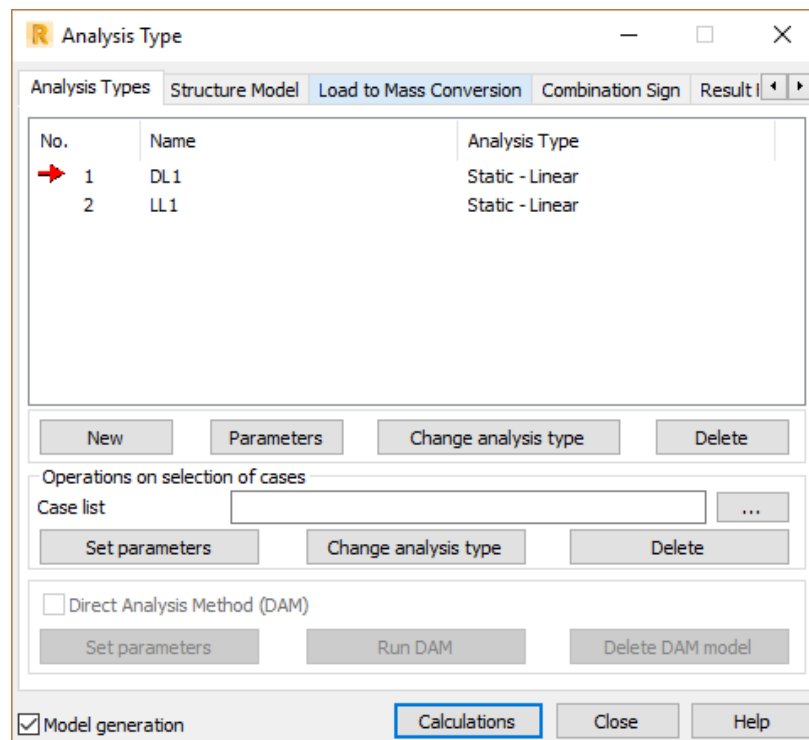 R Analysis Type
Analysis Types Structure Model Load to Mass Conversion Combination Sign Result
No. Name Analysis Type
1 DL1 Static - Linear
2 LL1 Static - Linear
New Parameters Change analysis type Delete
Operations on selection of cases
Case list ...
Set parameters Change analysis type Delete
Direct Analysis Method (DAM)
Set parameters Run DAM Delete DAM model
Model generation Calculations Close Help